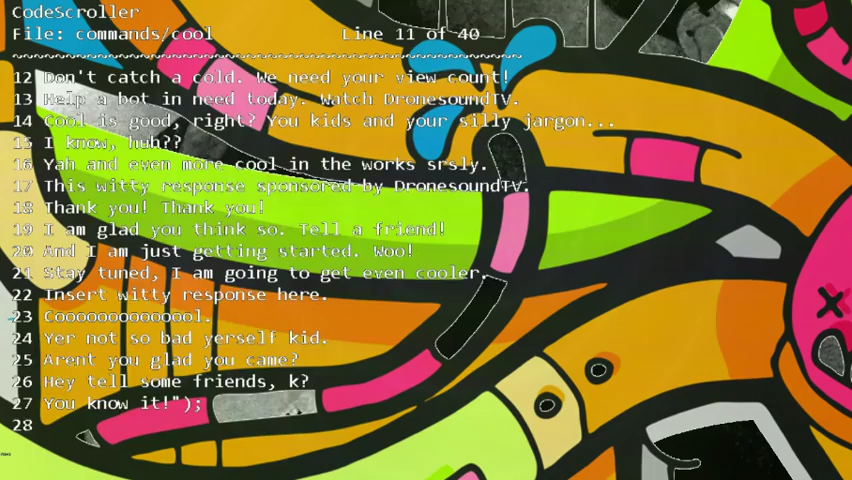 CodeScroller
File: commands/cool Line 11 of 40
12 Don't catch a cold. We need your view count!
13 Help a bot in need today. Watch DronesoundTV.
14 Cool is good, right? You kids and your silly jargon...
15 I know, huh??
16 Yah and even more cool in the works srsly.
17 This witty response sponsored by DronesoundTV.
18 Thank you! Thank you!
19 I am glad you think so. Tell a friend!
20 And I am just getting started. Woo!
21 Stay tuned, I am going to get even cooler.
22 Insert witty response here.
23 Cooooooooooooool.
24 Yer not so bad yerself kid.
25 Arent you glad you came?
26 Hey tell some friends, k?
27 You know it!");
28